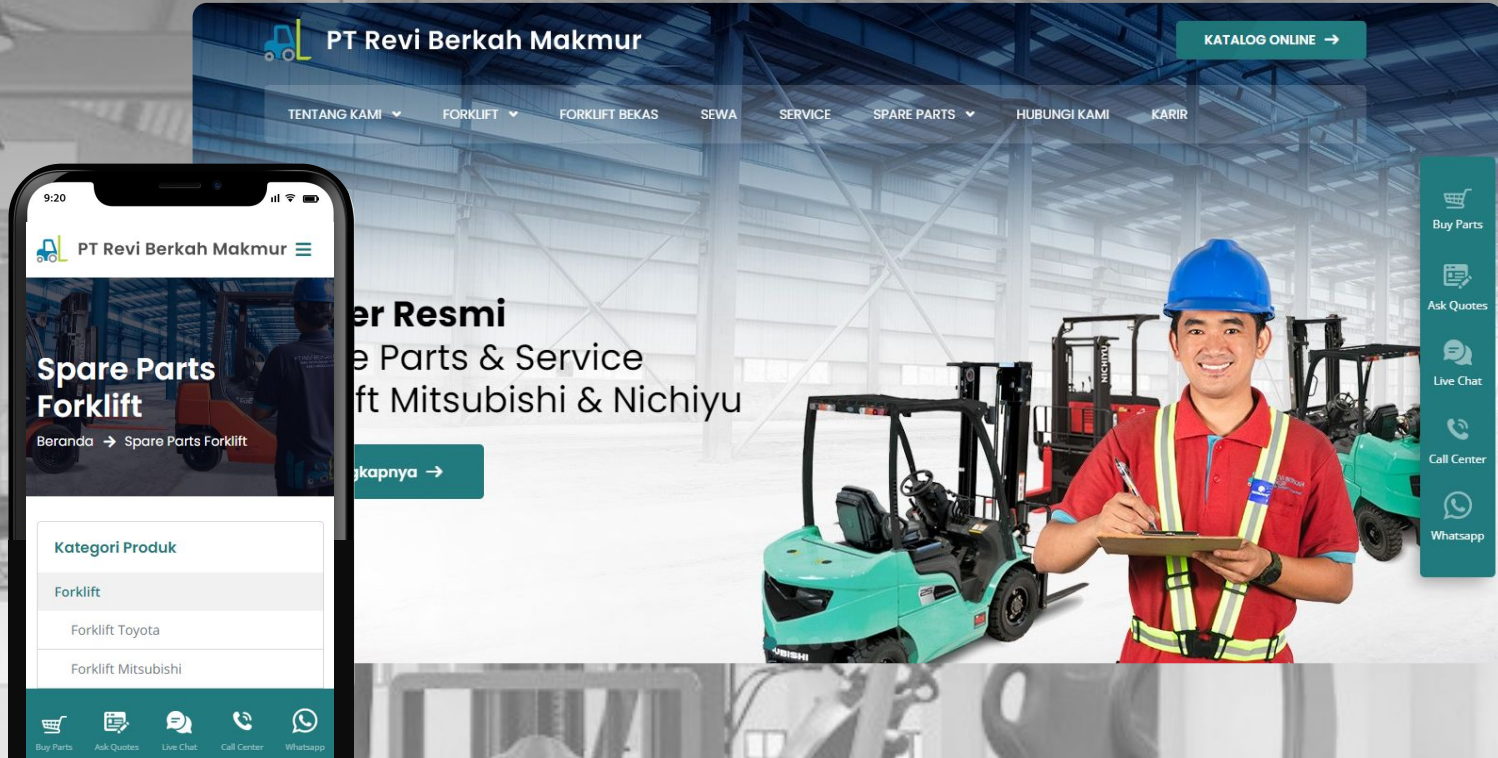 PT Revi Berkah Makmur
KATALOG ONLINE
TENTANG KAMI
FORKLIFT
FORKLIFT BEKAS
SEWA
SERVICE
SPARE PARTS
HUBUNGI KAMI
KARIR
er Resmi
e Parts & Service
ft Mitsubishi & Nichiyu
gkapnya
NICHIYU
25
UBISHI
Buy Parts
Ask Quotes
Live Chat
Call Center
Whatsapp
9:20
PT Revi Berkah Makmur
Spare Parts
Forklift
Beranda → Spare Parts Forklift
Kategori Produk
Forklift
Forklift Toyota
Forklift Mitsubishi
Buy Parts
Ask Quotes
Live Chat
Call Center
Whatsapp